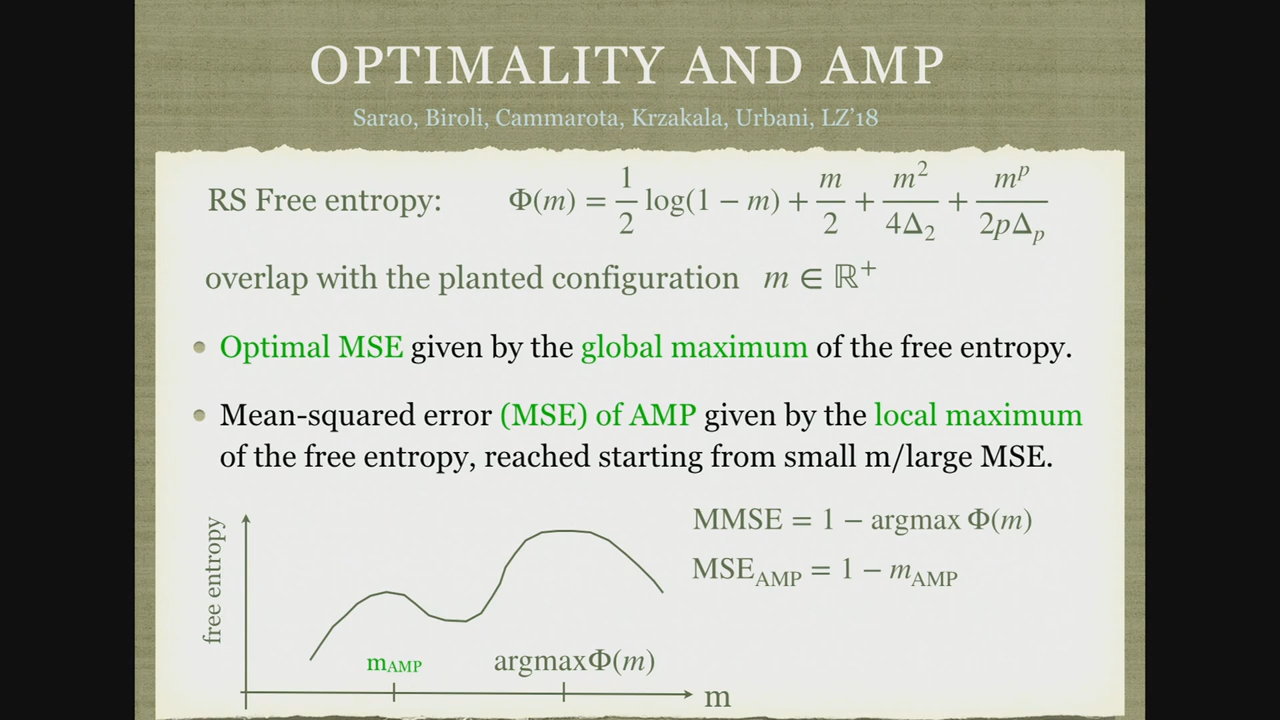 OPTIMALITY AND AMP
Sarao, Biroli, Cammarota, Krzakala, Urbani, LZ'18
RS Free entropy: Φ(m) = 1/2 log(1 − m) + m/2 + m²/4Δ₂ + mᵖ/2pΔₚ
overlap with the planted configuration m ∈ ℝ⁺
Optimal MSE given by the global maximum of the free entropy.
Mean-squared error (MSE) of AMP given by the local maximum
of the free entropy, reached starting from small m/large MSE.
free entropy
MMSE = 1 − argmax Φ(m)
MSE_AMP = 1 − m_AMP
mAMP
argmaxΦ(m)
m